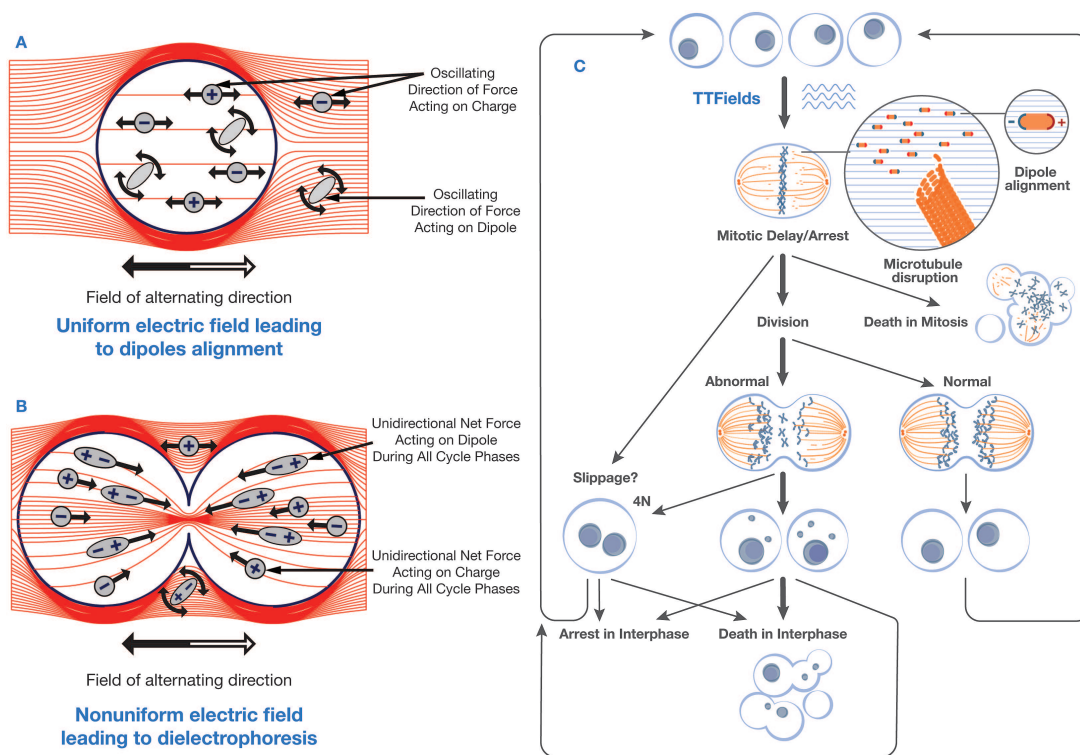 A
Oscillating
Direction of Force
Acting on Charge
Oscillating
Direction of Force
Acting on Dipole
Field of alternating direction
Uniform electric field leading
to dipoles alignment
B
Unidirectional Net Force
Acting on Dipole
During All Cycle Phases
Unidirectional Net Force
Acting on Charge
During All Cycle Phases
Field of alternating direction
Nonuniform electric field
leading to dielectrophoresis
C
TTFields
- +
Dipole
alignment
Mitotic Delay/Arrest
Microtubule
disruption
Division
Death in Mitosis
Abnormal
Normal
Slippage?
4N
Arrest in Interphase
Death in Interphase